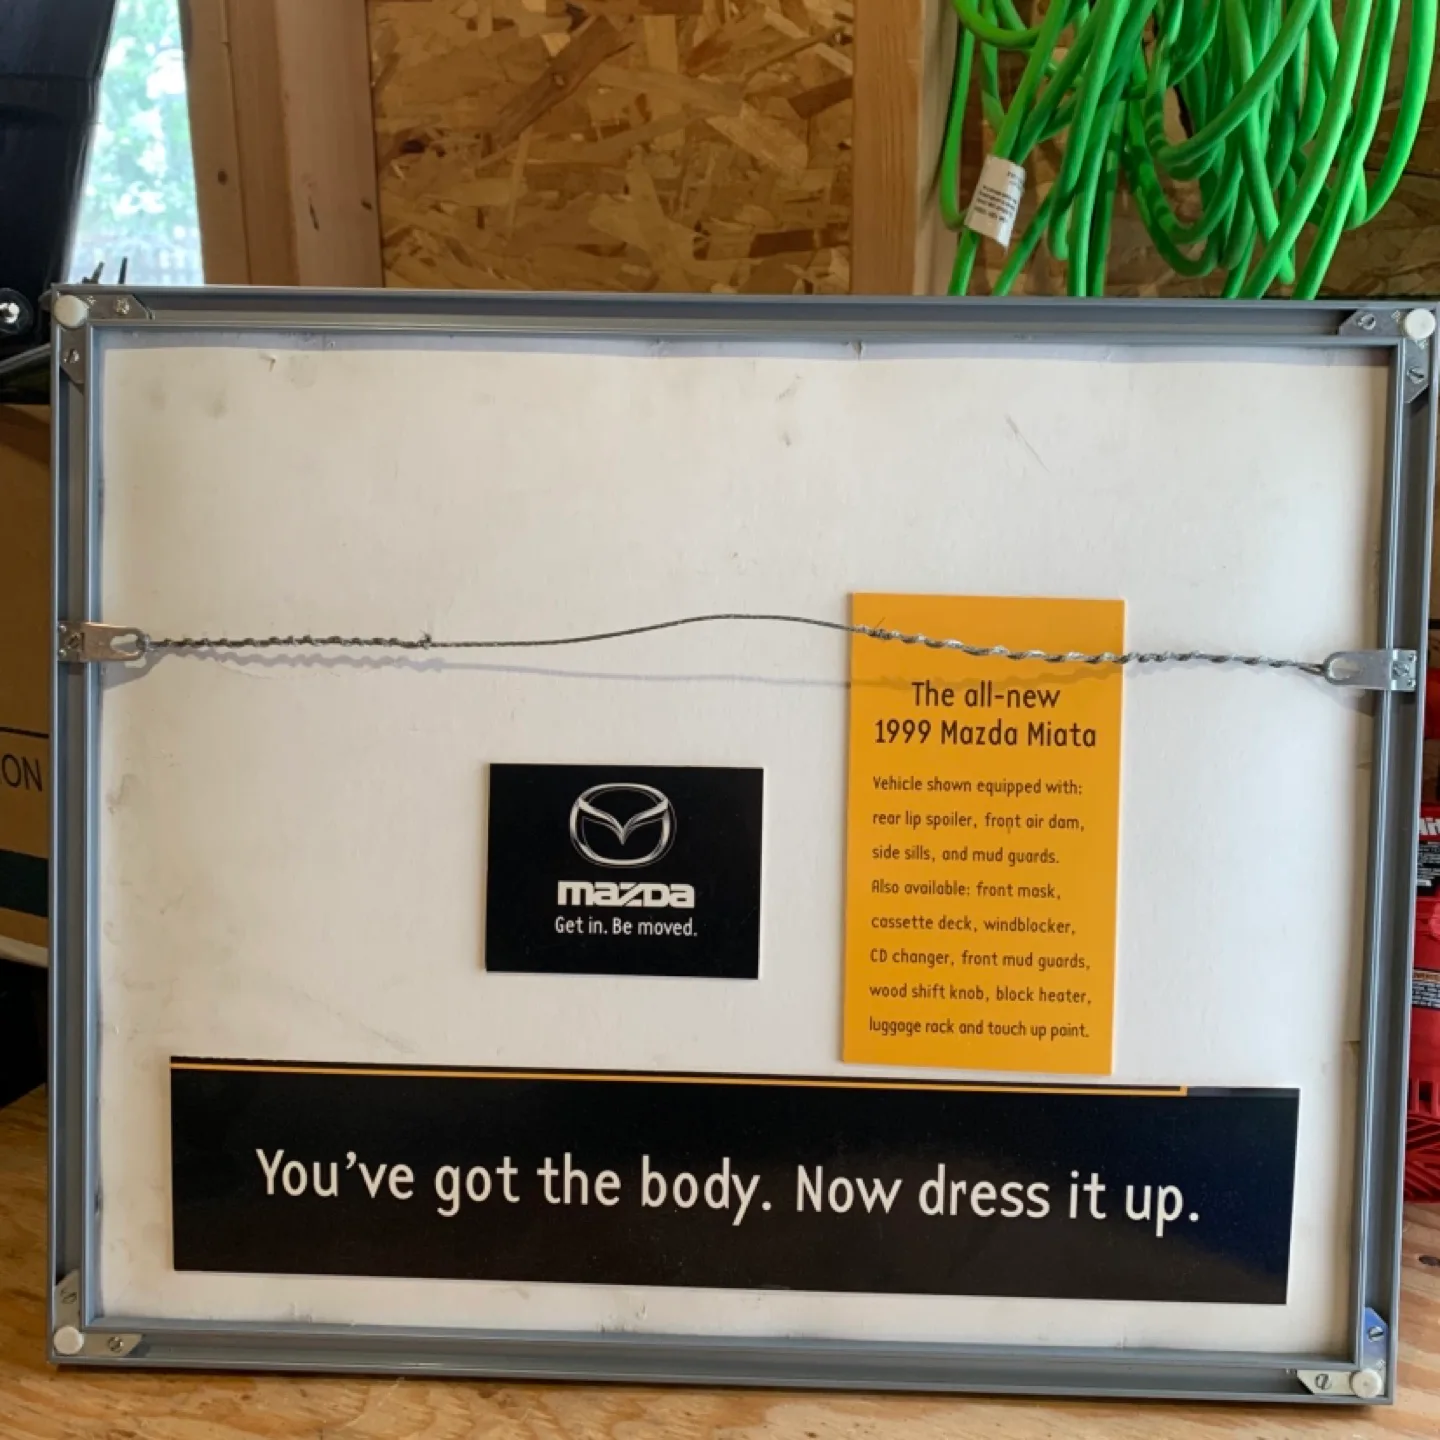 ON
mazda
Get in. Be moved.
The all-new
1999 Mazda Miata
Vehicle shown equipped with:
rear lip spoiler, front air dam,
side sills, and mud guards.
Also available: front mask,
cassette deck, windblocker,
CD changer, front mud guards,
wood shift knob, block heater,
luggage rack and touch up paint.
You've got the body. Now dress it up.